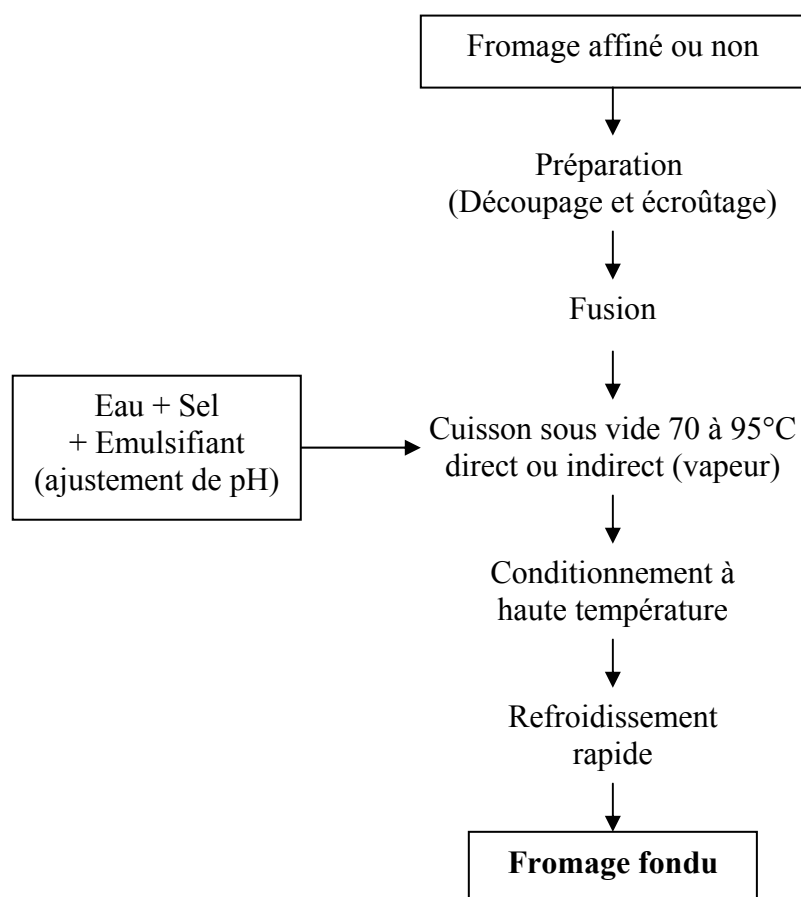 Fromage affiné ou non
Préparation
(Découpage et écroûtage)
Fusion
Eau + Sel
+ Emulsifiant
(ajustement de pH)
Cuisson sous vide 70 à 95°C
direct ou indirect (vapeur)
Conditionnement à
haute température
Refroidissement
rapide
Fromage fondu